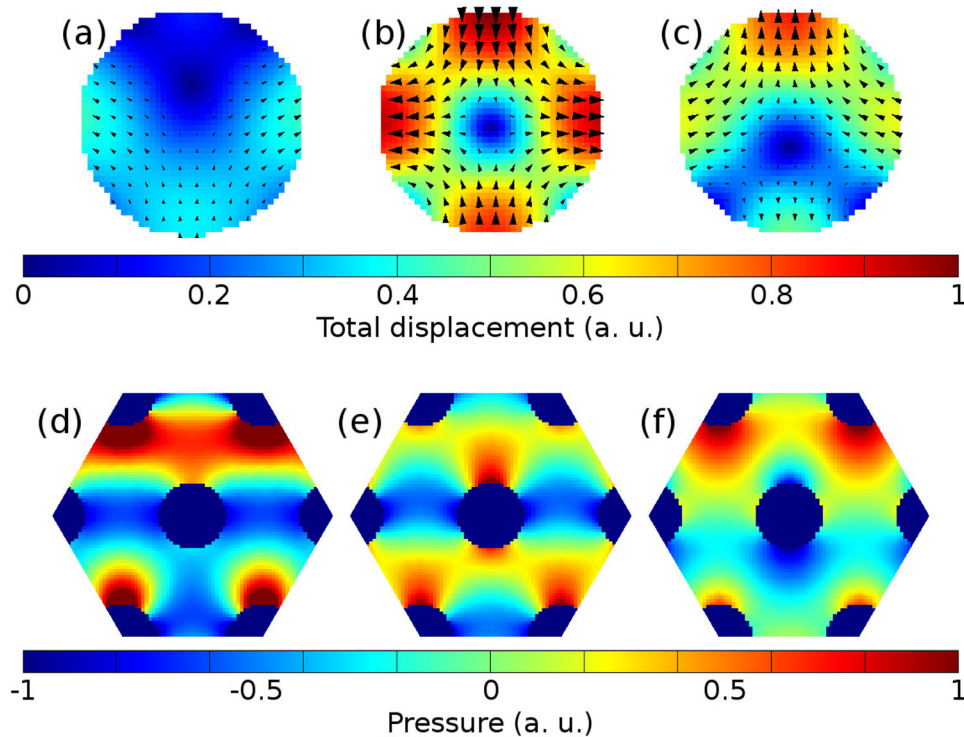 (a) (b) (c)
0 0.2 0.4 0.6 0.8 1
Total displacement (a. u.)
(d) (e) (f)
-1 -0.5 0 0.5 1
Pressure (a. u.)